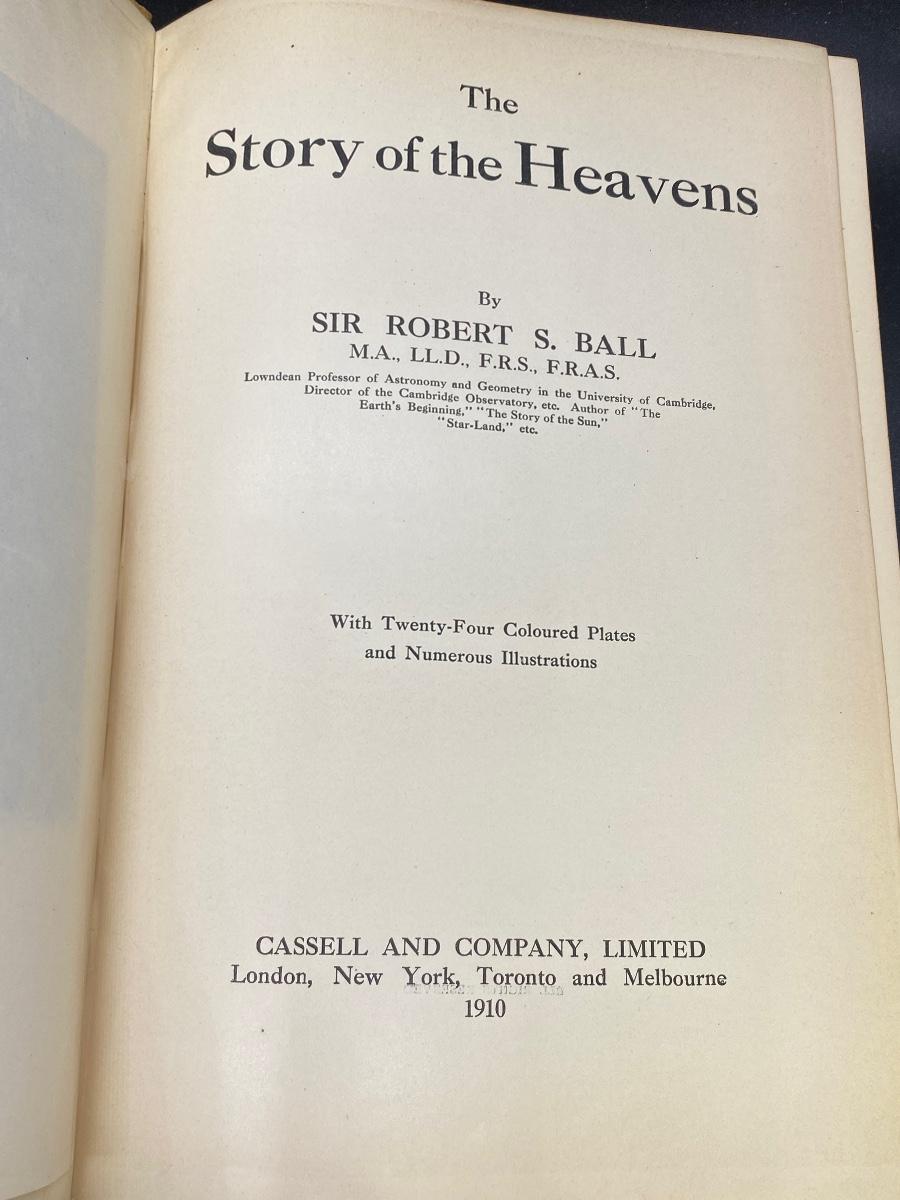 The
Story of the Heavens
By
SIR ROBERT S. BALL
M.A., LL.D., F.R.S., F.R.A.S.
Lowndean Professor of Astronomy and Geometry in the University of Cambridge,
Director of the Cambridge Observatory, etc. Author of "The
Earth's Beginning," "The Story of the Sun,"
"Star-Land," etc.
With Twenty-Four Coloured Plates
and Numerous Illustrations
CASSELL AND COMPANY, LIMITED
London, New York, Toronto and Melbourne
1910